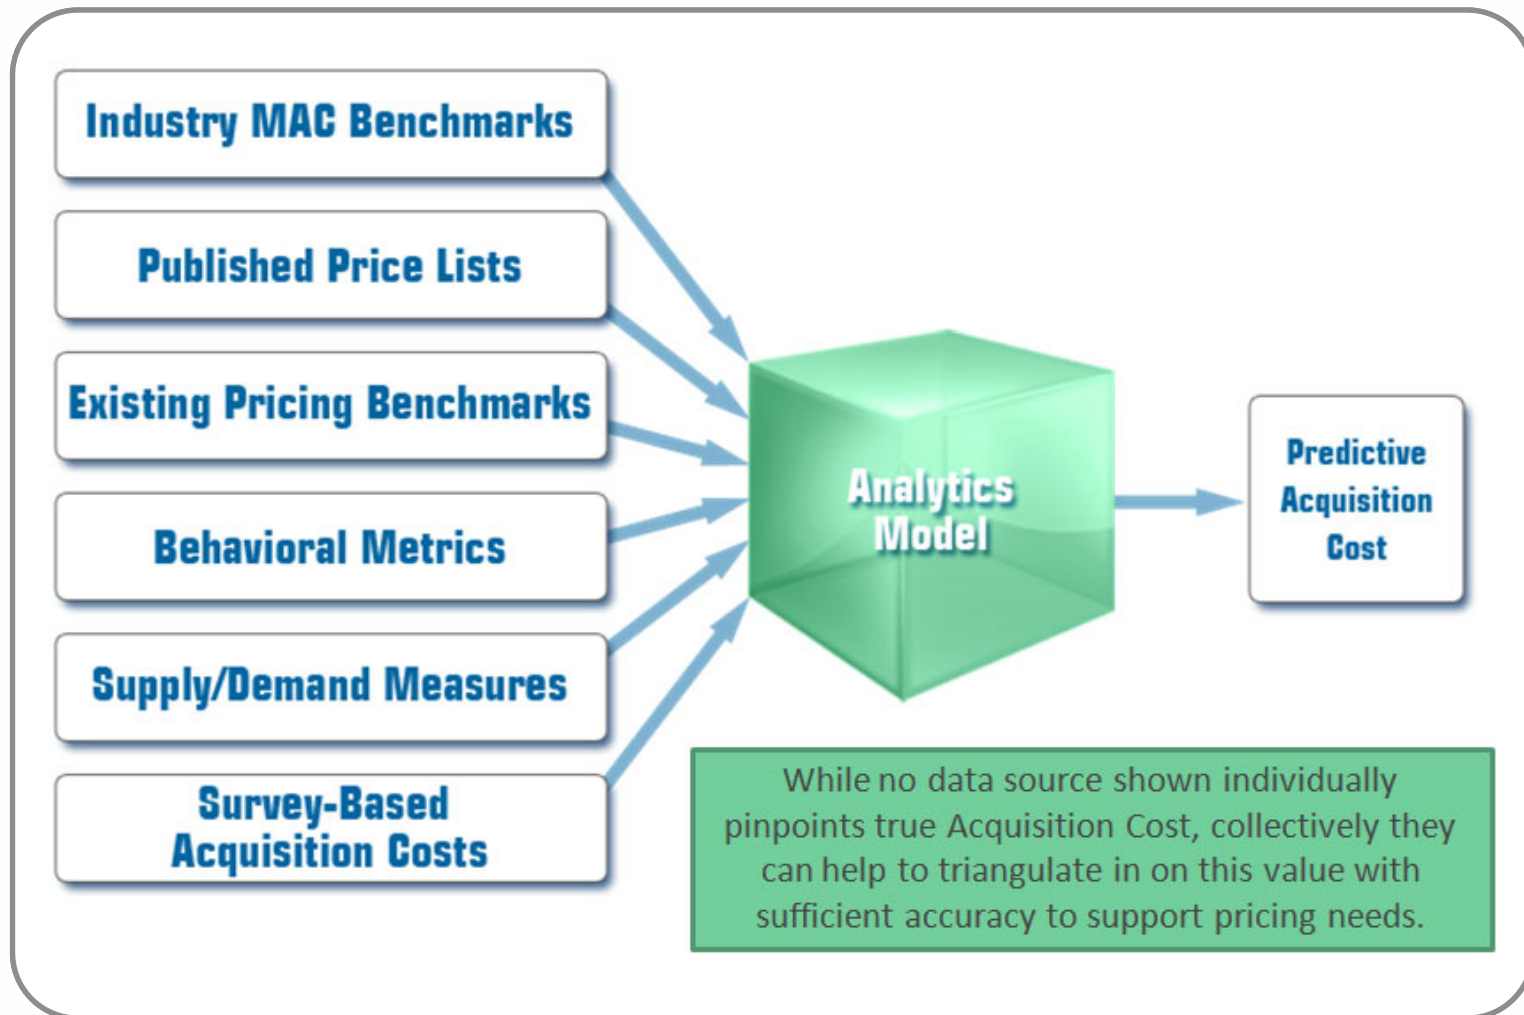 Industry MAC Benchmarks
Published Price Lists
Existing Pricing Benchmarks
Behavioral Metrics
Supply/Demand Measures
Survey-Based
Acquisition Costs
Analytics
Model
Predictive
Acquisition
Cost
While no data source shown individually
pinpoints true Acquisition Cost, collectively they
can help to triangulate in on this value with
sufficient accuracy to support pricing needs.